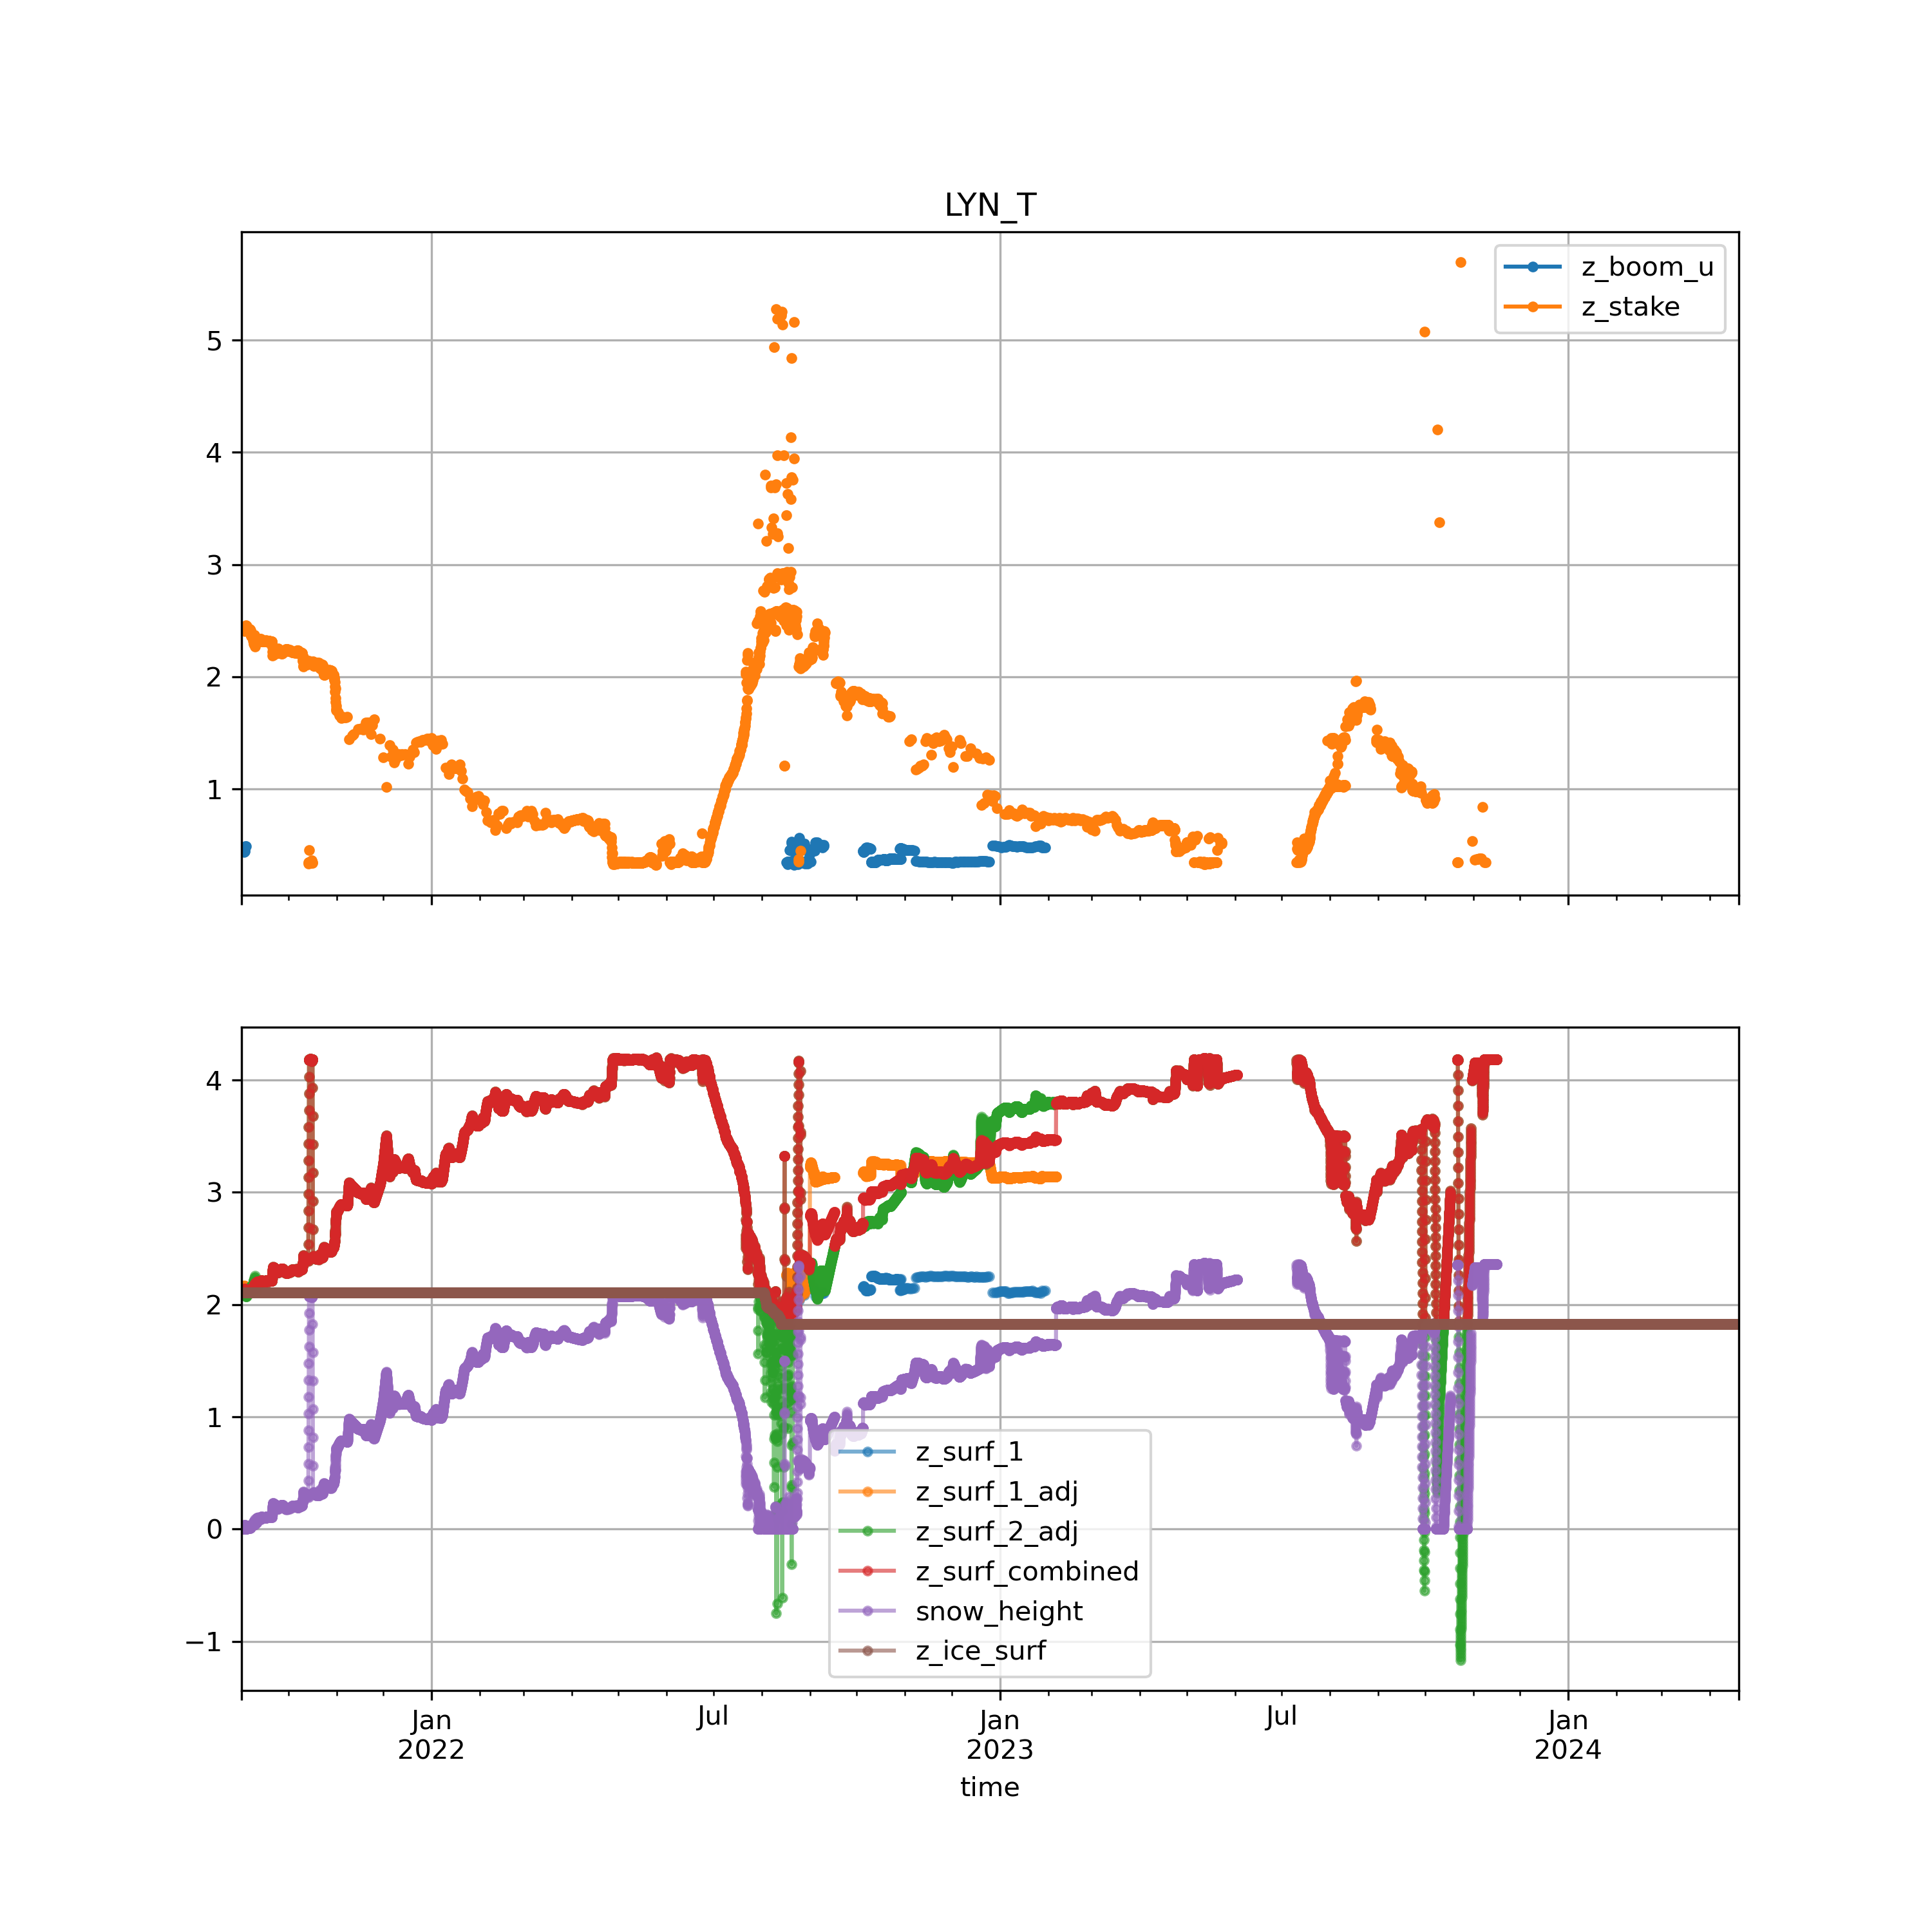 LYN_T
z_boom_u
z_stake
5
4
3
2
1
4
3
2
1
0
−1
z_surf_1
z_surf_1_adj
z_surf_2_adj
z_surf_combined
snow_height
z_ice_surf
Jan
2022
Jul
Jan
2023
Jul
Jan
2024
time